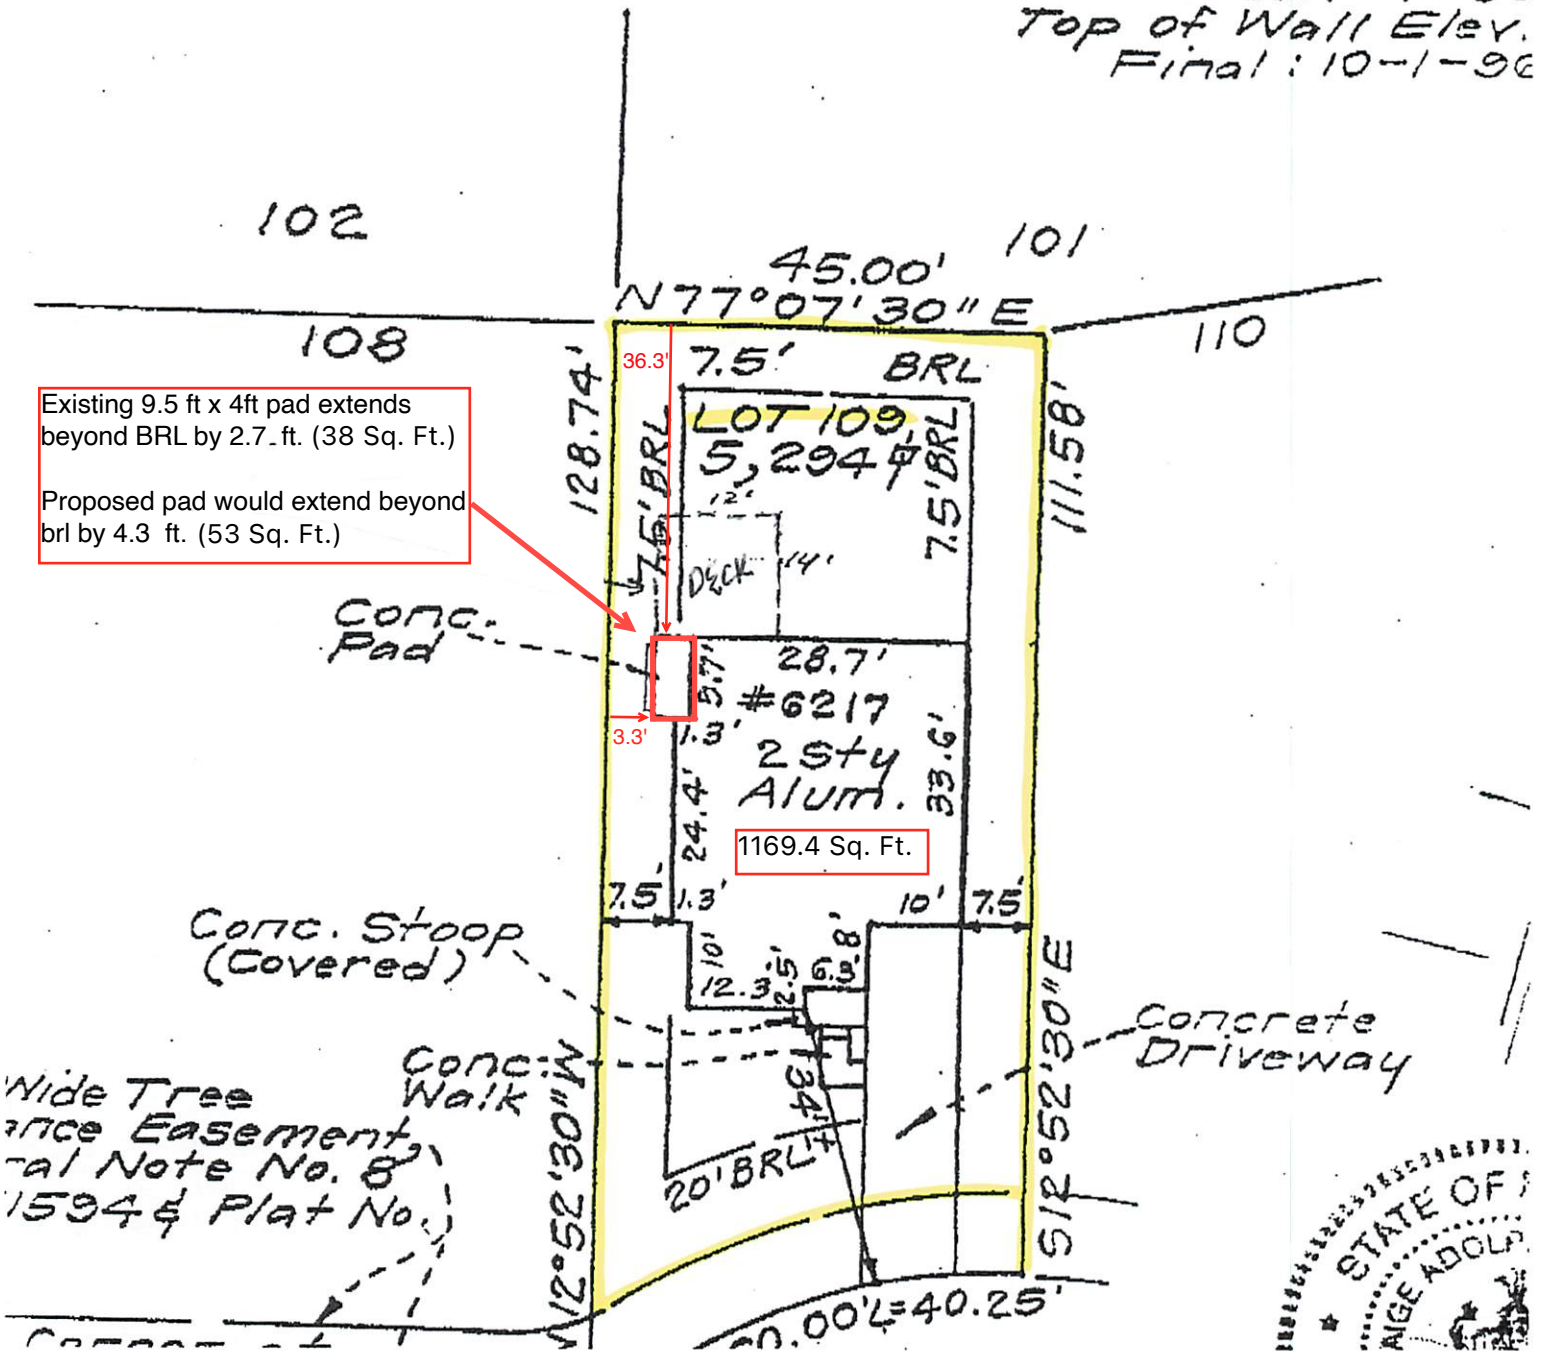 Top of Wall Elev.
Final: 10-1-96
102
101
45.00'
N77°07'30"E
108
110
36.3'
7.5'
BRL
128.74'
111.58'
Existing 9.5 ft x 4ft pad extends
beyond BRL by 2.7 ft. (38 Sq. Ft.)
Proposed pad would extend beyond
brl by 4.3 ft. (53 Sq. Ft.)
LOT 109
5,294
7.5' BRL
7.5' BRL
12'
DECK
14'
Conc.
Pad
28.7'
9.7'
#6217
1.3'
3.3'
2 Sty
Alum.
33.6'
24.4'
1169.4 Sq. Ft.
7.5'
1.3'
10'
7.5'
Conc. Stoop
(Covered)
10'
12.3'
2.5'
6.3'
8'
Conc.
Walk
Concrete
Driveway
34'±
20' BRL
Wide Tree
Easement,
Note No. 8
1594 & Plat No.
N12°52'30"W
S12°52'30"E
L=40.25'
STATE OF